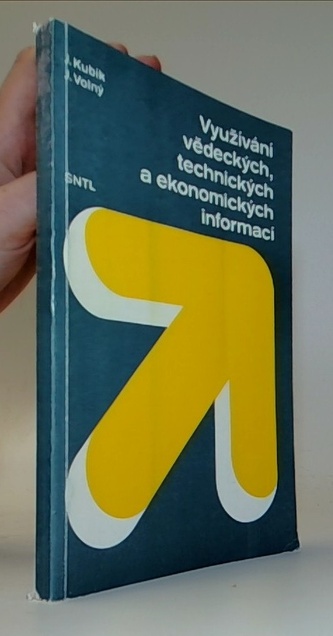 J. Kubík
J. Volný
Využívání
vědeckých,
technických
a ekonomických
informací
SNTL